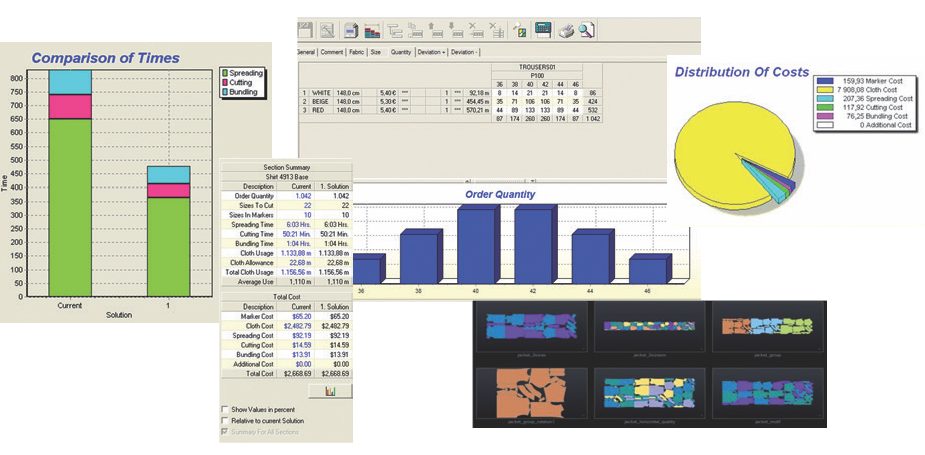 Comparison of Times
Spreading
Cutting
Bundling
800
750
700
650
600
550
500
450
400
350
300
250
200
150
100
50
0
Time
Current 1
Solution
General Comment Fabric Size Quantity Deviation + Deviation -
TROUSERS01
P100
36 38 40 42 44 46
1 WHITE 148,0 cm 5,40 € *** 1 *** 92,18 m 8 14 21 21 14 8 86
2 BEIGE 148,0 cm 5,30 € *** 1 *** 454,45 m 35 71 106 106 71 35 424
3 RED 148,0 cm 5,40 € *** 1 *** 570,21 m 44 89 133 133 89 44 532
87 174 260 260 174 87 1 042
Distribution Of Costs
159,93 Marker Cost
7 908,08 Cloth Cost
207,36 Spreading Cost
117,92 Cutting Cost
76,25 Bundling Cost
0 Additional Cost
Section Summary
Shirt 4913 Base
Description Current 1. Solution
Order Quantity 1.042 1.042
Sizes To Cut 22 22
Sizes In Markers 10 10
Spreading Time 6:03 Hrs. 6:03 Hrs.
Cutting Time 50:21 Min. 50:21 Min.
Bundling Time 1:04 Hrs. 1:04 Hrs.
Cloth Usage 1.133,88 m 1.133,88 m
Cloth Allowance 22,68 m 22,68 m
Total Cloth Usage 1.156,56 m 1.156,56 m
Average Use 1,110 m 1,110 m
Total Cost
Description Current 1. Solution
Marker Cost $65.20 $65.20
Cloth Cost $2,482.79 $2,482.79
Spreading Cost $92.19 $92.19
Cutting Cost $14.59 $14.59
Bundling Cost $13.91 $13.91
Additional Cost $0.00 $0.00
Total Cost $2,668.69 $2,668.69
Show Values in percent
Relative to current Solution
Summary For All Sections
Order Quantity
36 38 40 42 44 46
jacket_group